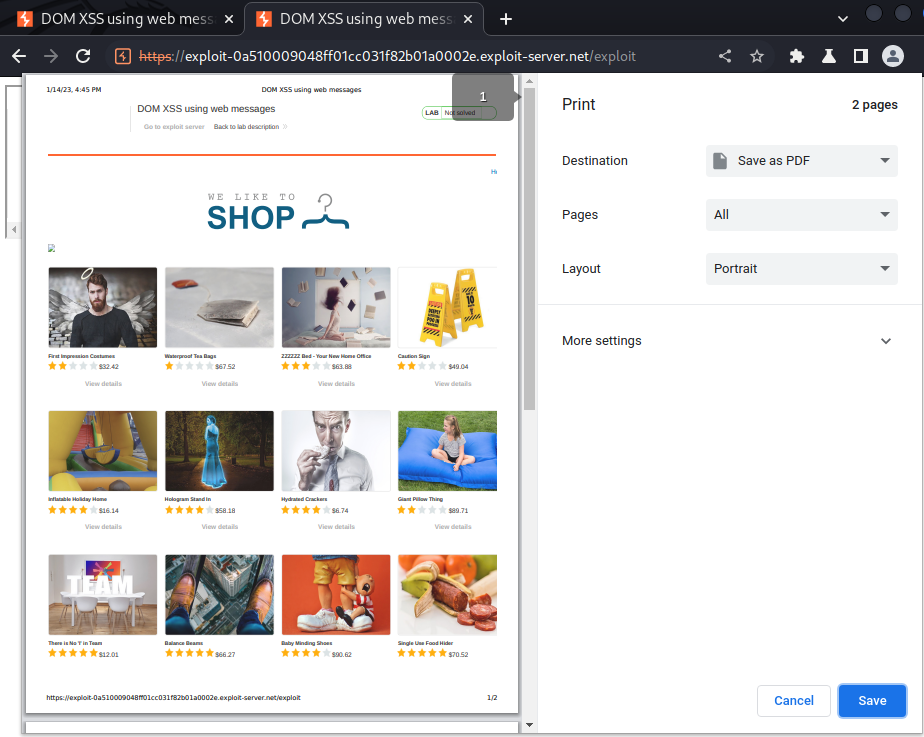 DOM XSS using web mess
DOM XSS using web mess
https://exploit-0a510009048ff01cc031f82b01a0002e.exploit-server.net/exploit
1/14/23, 4:45 PM
DOM XSS using web messages
1
DOM XSS using web messages
LAB
Not solved
Go to exploit server
Back to lab description
WE LIKE TO
SHOP
First Impression Costumes
Waterproof Tea Bags
ZZZZZZ Bed - Your New Home Office
Caution Sign
$32.42
$67.52
$63.88
$49.04
View details
View details
View details
View details
Inflatable Holiday Home
Hologram Stand In
Hydrated Crackers
Giant Pillow Thing
$16.14
$58.18
$6.74
$89.71
View details
View details
View details
View details
TEAM
There is No 'I' in Team
Balance Beams
Baby Minding Shoes
Single Use Food Hider
$12.01
$66.27
$90.62
$70.52
https://exploit-0a510009048ff01cc031f82b01a0002e.exploit-server.net/exploit
1/2
Print
2 pages
Destination
Save as PDF
Pages
All
Layout
Portrait
More settings
Cancel
Save